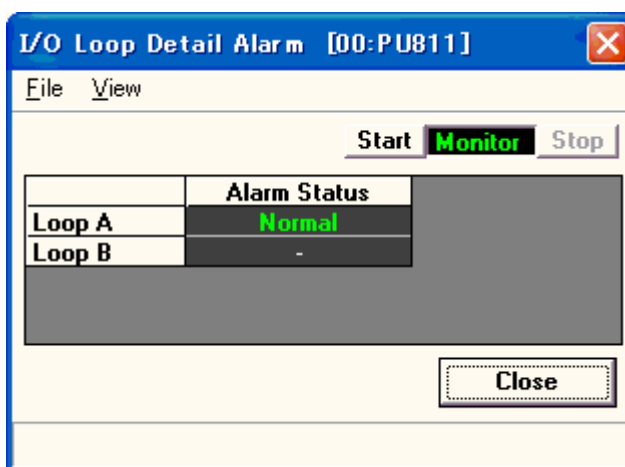 I/O Loop Detail Alarm [00:PU811]
File View
Start Monitor Stop
Alarm Status
Loop A Normal
Loop B -
Close